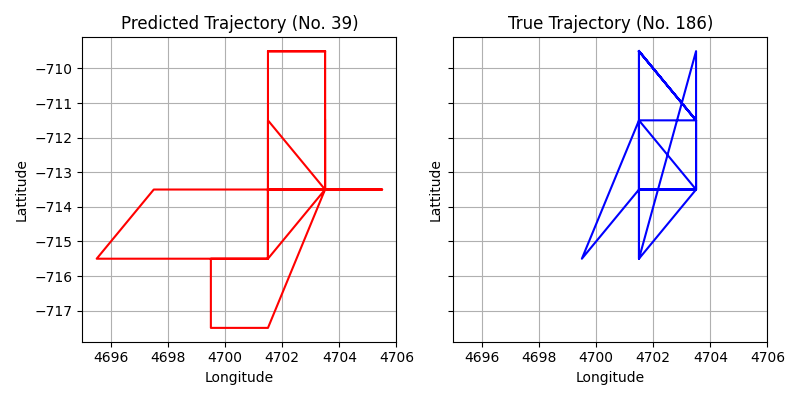 Predicted Trajectory (No. 39)
True Trajectory (No. 186)
−710
−711
−712
−713
−714
−715
−716
−717
Lattitude
Lattitude
4696 4698 4700 4702 4704 4706
4696 4698 4700 4702 4704 4706
Longitude
Longitude